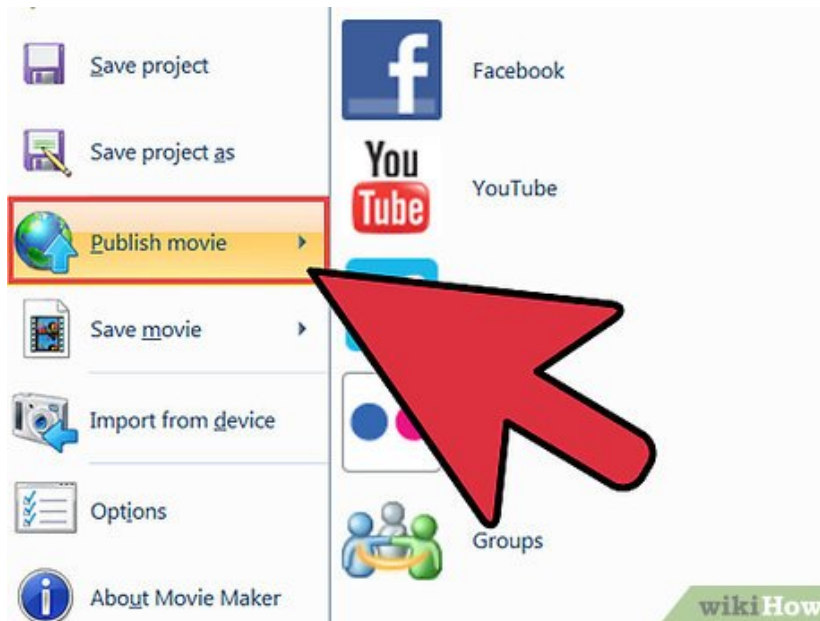 Save project
Save project as
Publish movie
Save movie
Import from device
Options
About Movie Maker
f
Facebook
You
Tube
YouTube
Groups
wikiHow